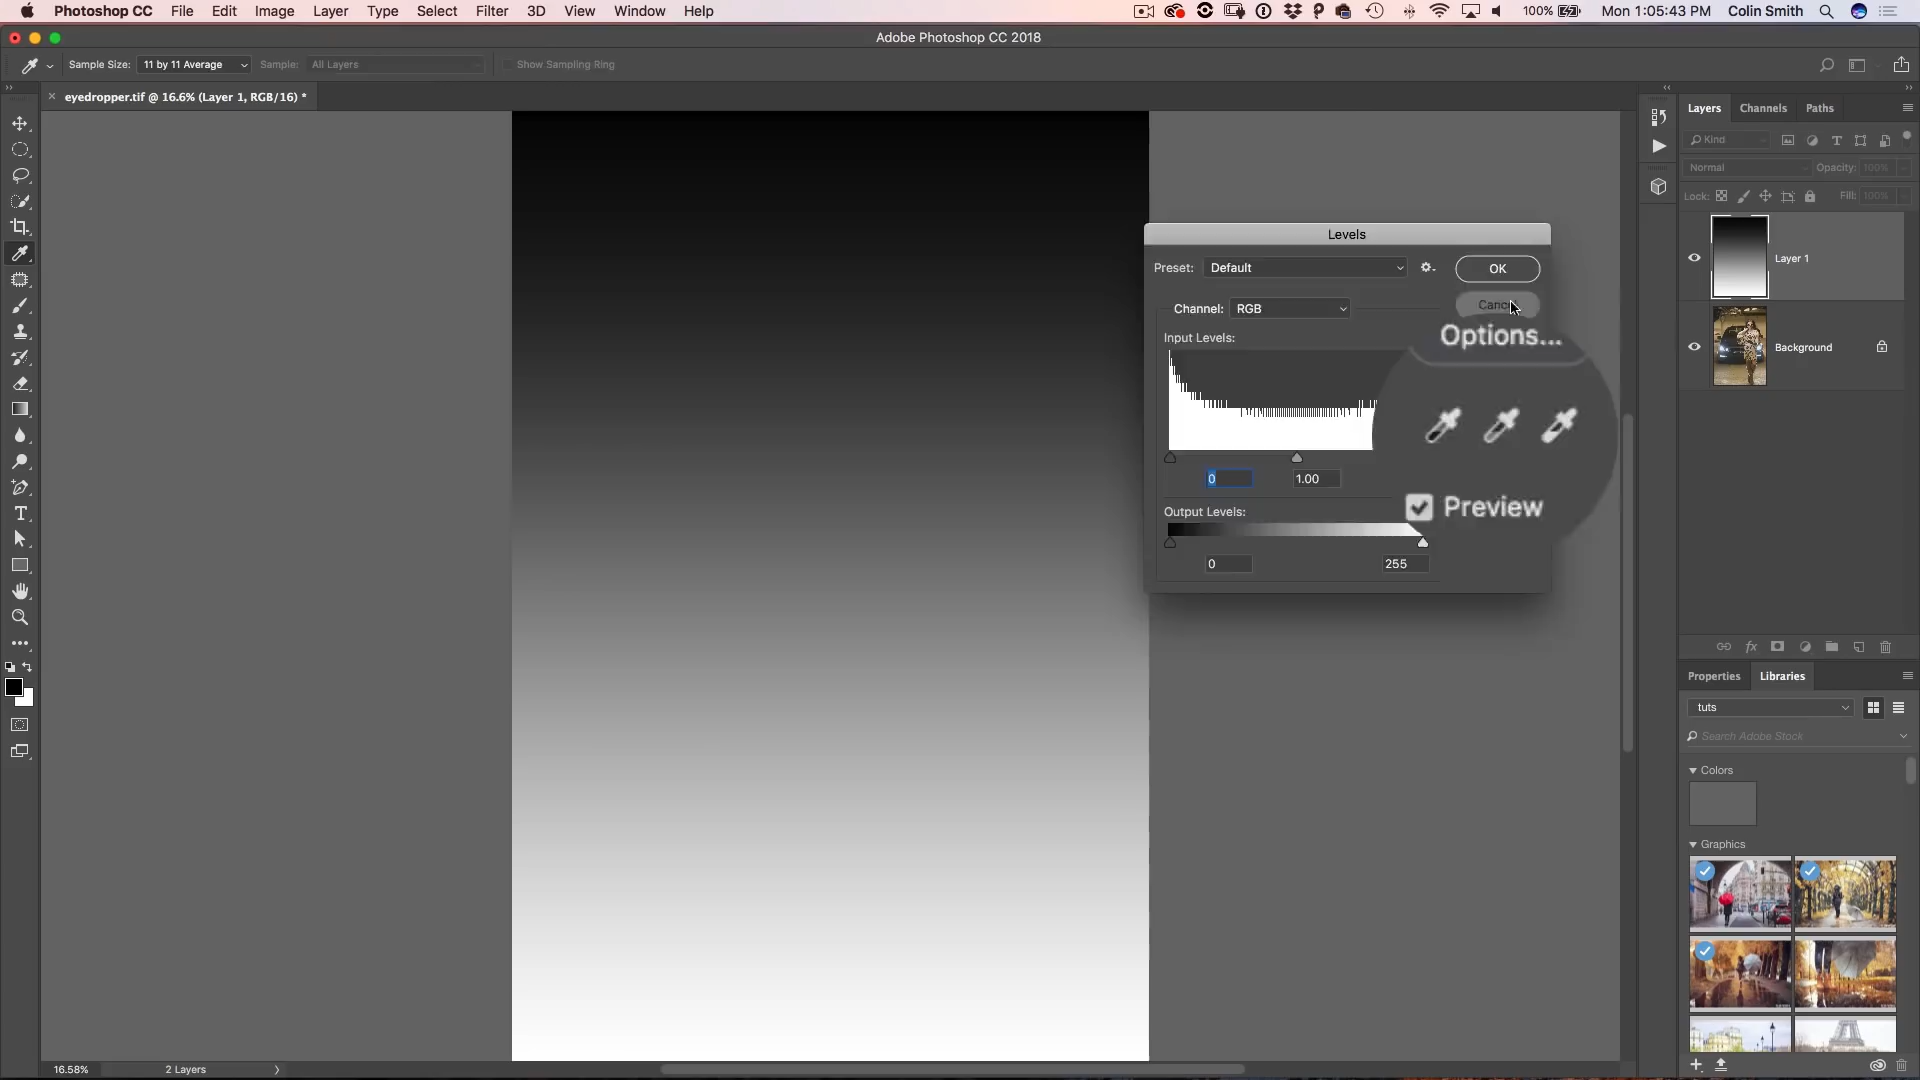 Photoshop CC File Edit Image Layer Type Select Filter 3D View Window Help 100% Mon 1:05:43 PM Colin Smith
Adobe Photoshop CC 2018
Sample Size: 11 by 11 Average Sample: All Layers Show Sampling Ring
eyedropper.tif @ 16.6% (Layer 1, RGB/16) *
Layers Channels Paths
Kind
Normal Opacity: 100%
Lock: Fill: 100%
Layer 1
Background
Levels
Preset: Default OK
Channel: RGB Cancel
Input Levels: Options...
0 1.00
Preview
Output Levels:
0 255
Properties Libraries
tuts
Search Adobe Stock
Colors
Graphics
16.58% 2 Layers